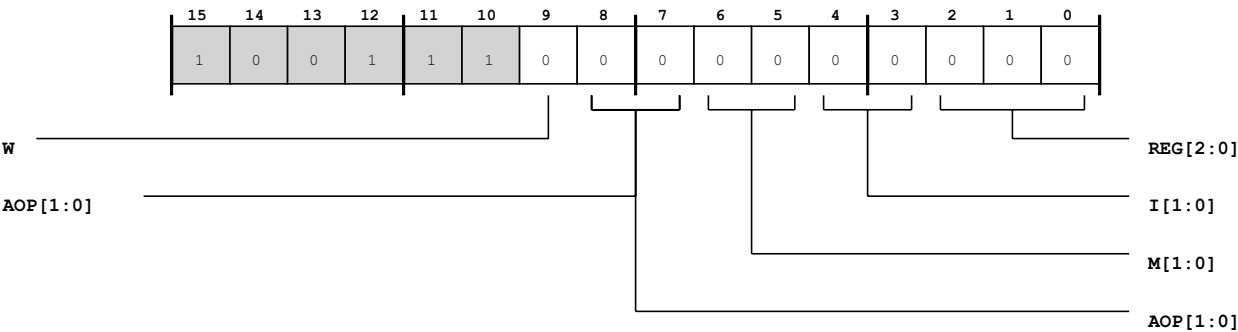 15 14 13 12 11 10 9 8 7 6 5 4 3 2 1 0
1 0 0 1 1 1 0 0 0 0 0 0 0 0 0 0
W REG[2:0]
AOP[1:0] I[1:0]
M[1:0]
AOP[1:0]